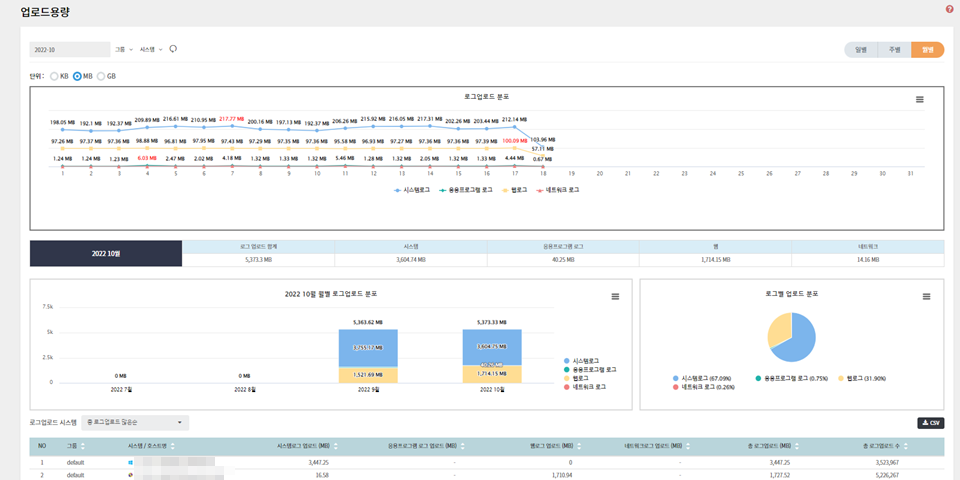 업로드용량
2022-10 그룹 시스템 일별 주별 월별
단위 : KB MB GB
로그업로드 분포
198.05 MB 192.1 MB 192.37 MB 209.89 MB 216.61 MB 210.95 MB 217.77 MB 200.16 MB 197.13 MB 192.37 MB 206.26 MB 215.92 MB 216.05 MB 217.31 MB 202.26 MB 203.44 MB 212.14 MB 103.96 MB
97.26 MB 97.37 MB 97.36 MB 98.88 MB 96.81 MB 97.95 MB 97.43 MB 97.29 MB 97.35 MB 97.36 MB 95.58 MB 96.93 MB 97.27 MB 97.36 MB 97.36 MB 97.39 MB 100.09 MB 57.11 MB
1.24 MB 1.24 MB 1.23 MB 6.03 MB 2.47 MB 2.02 MB 4.18 MB 1.32 MB 1.33 MB 1.32 MB 5.46 MB 1.28 MB 1.32 MB 2.05 MB 1.32 MB 1.33 MB 4.44 MB 0.67 MB
1 2 3 4 5 6 7 8 9 10 11 12 13 14 15 16 17 18 19 20 21 22 23 24 25 26 27 28 29 30 31
시스템로그 응용프로그램 로그 웹로그 네트워크 로그
2022 10월
로그 업로드 합계 시스템 응용프로그램 로그 웹 네트워크
5,373.3 MB 3,604.74 MB 40.25 MB 1,714.15 MB 14.16 MB
2022 10월 월별 로그업로드 분포
7.5k
5k
2.5k
0
0 MB 0 MB 5,363.62 MB 5,373.33 MB
3,755.17 MB 3,604.75 MB
1,521.69 MB 1,714.15 MB
2022 7월 2022 8월 2022 9월 2022 10월
시스템로그
응용프로그램 로그
웹로그
네트워크 로그
로그별 업로드 분포
시스템로그 (67.09%) 응용프로그램 로그 (0.75%) 웹로그 (31.90%)
네트워크 로그 (0.26%)
로그업로드 시스템 총 로그업로드 많은순 CSV
NO 그룹 시스템 / 호스트명 시스템로그 업로드 (MB) 응용프로그램 로그 업로드 (MB) 웹로그 업로드 (MB) 네트워크로그 업로드 (MB) 총 로그업로드 (MB) 총 로그업로드 수
1 default 3,447.25 - 0 - 3,447.25 3,523,967
2 default 16.58 - 1,710.94 - 1,727.52 5,226,267